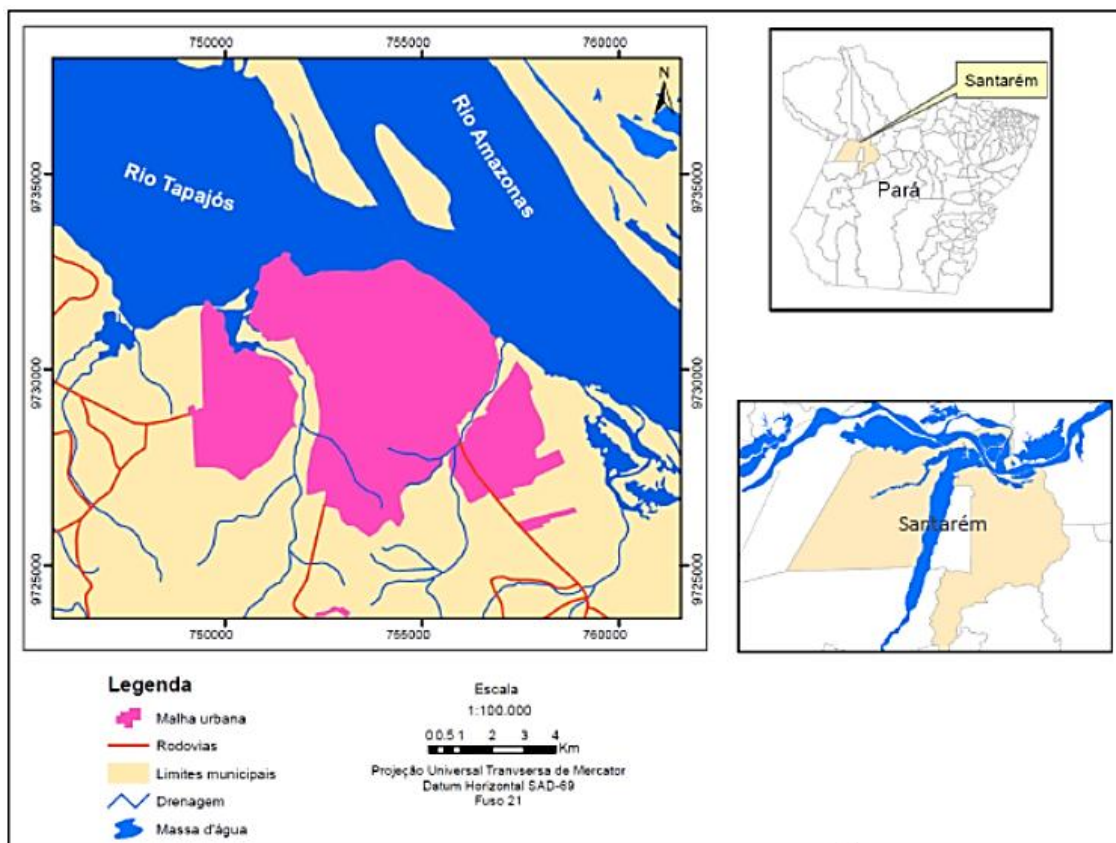 750000
755000
760000
N
Rio Tapajós
Rio Amazonas
9735000
9735000
9730000
9730000
9725000
9725000
750000
755000
760000
Santarém
Pará
Santarém
Legenda
Malha urbana
Rodovias
Limites municipais
Drenagem
Massa d'água
Escala
1:100.000
0 0.5 1 2 3 4
Km
Projeção Universal Tranvsersa de Mercator
Datum Horizontal SAD-69
Fuso 21